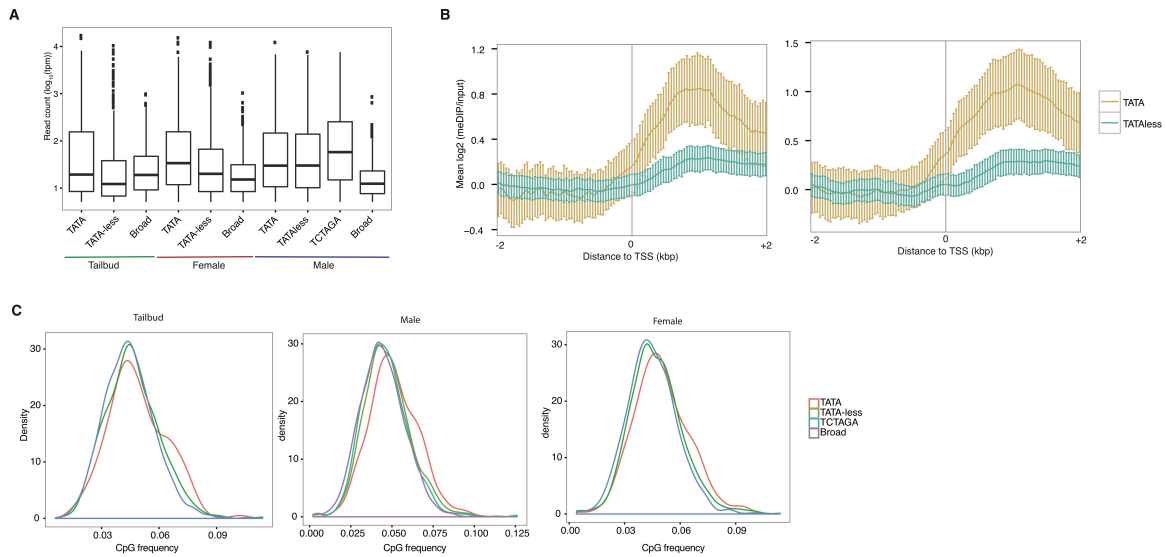 A
Read count (log10(tpm))
4
3
2
1
TATA
TATA-less
Broad
TATA
TATA-less
Broad
TATA
TATAless
TCTAGA
Broad
Tailbud
Female
Male
B
Mean log2 (meDIP/input)
1.2
0.8
0.4
0.0
−0.4
-2
0
+2
Distance to TSS (kbp)
1.5
1.0
0.5
0.0
-2
0
+2
Distance to TSS (kbp)
TATA
TATAless
C
Tailbud
Density
30
20
10
0
0.03
0.06
0.09
CpG frequency
Male
density
30
20
10
0
0.000
0.025
0.050
0.075
0.100
0.125
CpG frequency
Female
density
30
20
10
0
0.00
0.03
0.06
0.09
CpG frequency
TATA
TATA-less
TCTAGA
Broad